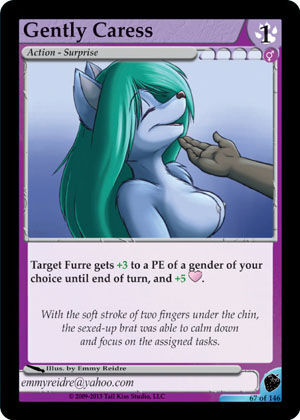 Gently Caress
1
Action - Surprise
Target Furre gets +3 to a PE of a gender of your
choice until end of turn, and +5 .
With the soft stroke of two fingers under the chin,
the sexed-up brat was able to calm down
and focus on the assigned tasks.
Illus. by Emmy Reidre
emmyreidre@yahoo.com
67 of 146
© 2009-2013 Tail Kiss Studio, LLC